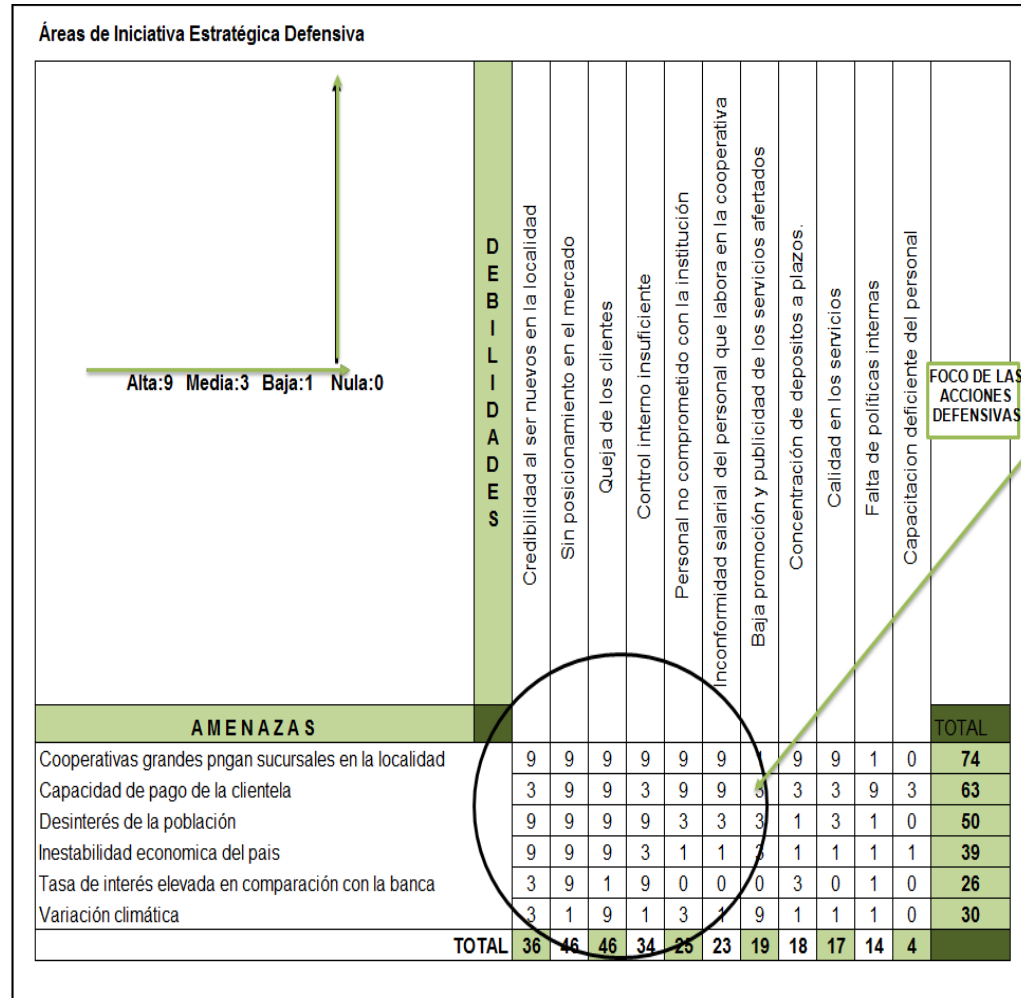 Áreas de Iniciativa Estratégica Defensiva
Alta:9 Media:3 Baja:1 Nula:0
DEBILIDADES
Credibilidad al ser nuevos en la localidad
Sin posicionamiento en el mercado
Queja de los clientes
Control interno insuficiente
Personal no comprometido con la institución
Inconformidad salarial del personal que labora en la cooperativa
Baja promoción y publicidad de los servicios afertados
Concentración de depositos a plazos.
Calidad en los servicios
Falta de políticas internas
Capacitacion deficiente del personal
FOCO DE LAS
ACCIONES
DEFENSIVAS
AMENAZAS TOTAL
Cooperativas grandes pngan sucursales en la localidad 9 9 9 9 9 9 1 9 9 1 0 74
Capacidad de pago de la clientela 3 9 9 3 9 9 3 3 3 9 3 63
Desinterés de la población 9 9 9 9 3 3 3 1 3 1 0 50
Inestabilidad economica del pais 9 9 9 3 1 1 3 1 1 1 1 39
Tasa de interés elevada en comparación con la banca 3 9 1 9 0 0 0 3 0 1 0 26
Variación climática 3 1 9 1 3 1 9 1 1 1 0 30
TOTAL 36 46 46 34 25 23 19 18 17 14 4